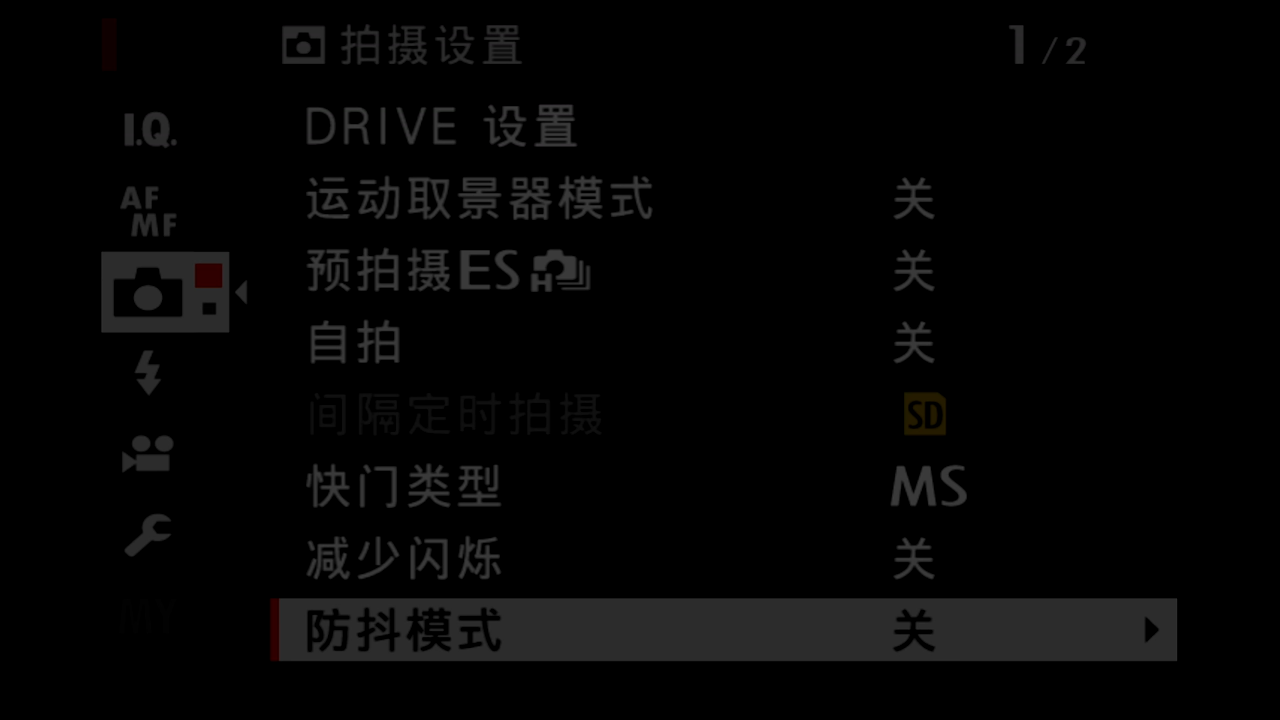 拍摄设置 1/2
I.Q.
DRIVE 设置
AF
MF
运动取景器模式 关
预拍摄ES H 关
自拍 关
间隔定时拍摄 SD
快门类型 MS
减少闪烁 关
MY
防抖模式 关